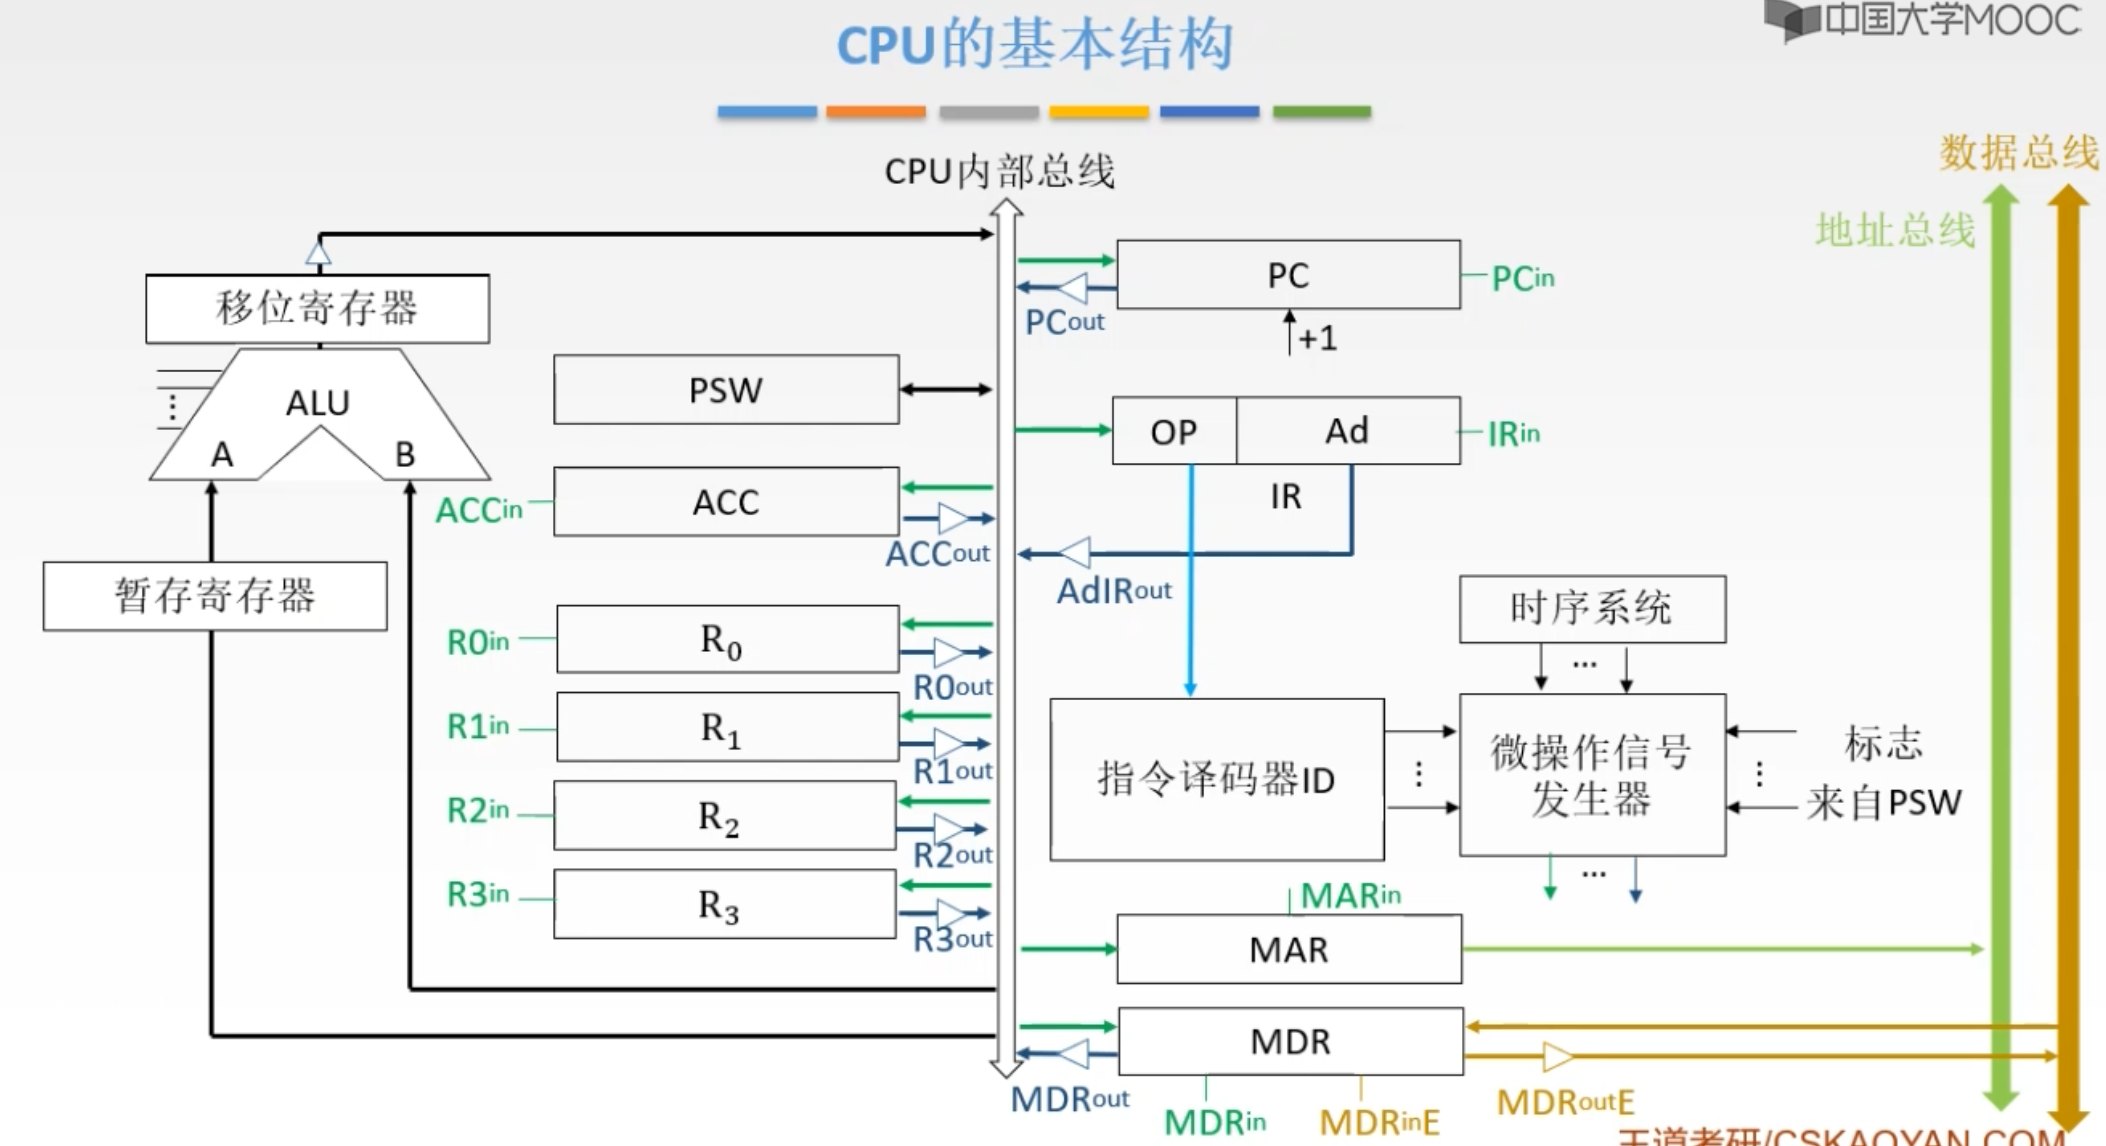 中国大学MOOC
CPU的基本结构
数据总线
CPU内部总线
地址总线
移位寄存器
PC
PCin
PCout
+1
ALU
A
B
PSW
OP
Ad
IRin
IR
ACCin
ACC
ACCout
AdIRout
暂存寄存器
时序系统
...
R0in
R₀
R0out
R1in
R₁
R1out
指令译码器ID
微操作信号
发生器
标志
来自PSW
R2in
R₂
R2out
...
R3in
R₃
R3out
MARin
MAR
MDR
MDRout
MDRin
MDRinE
MDRoutE
王道考研/CSKAOYAN.COM